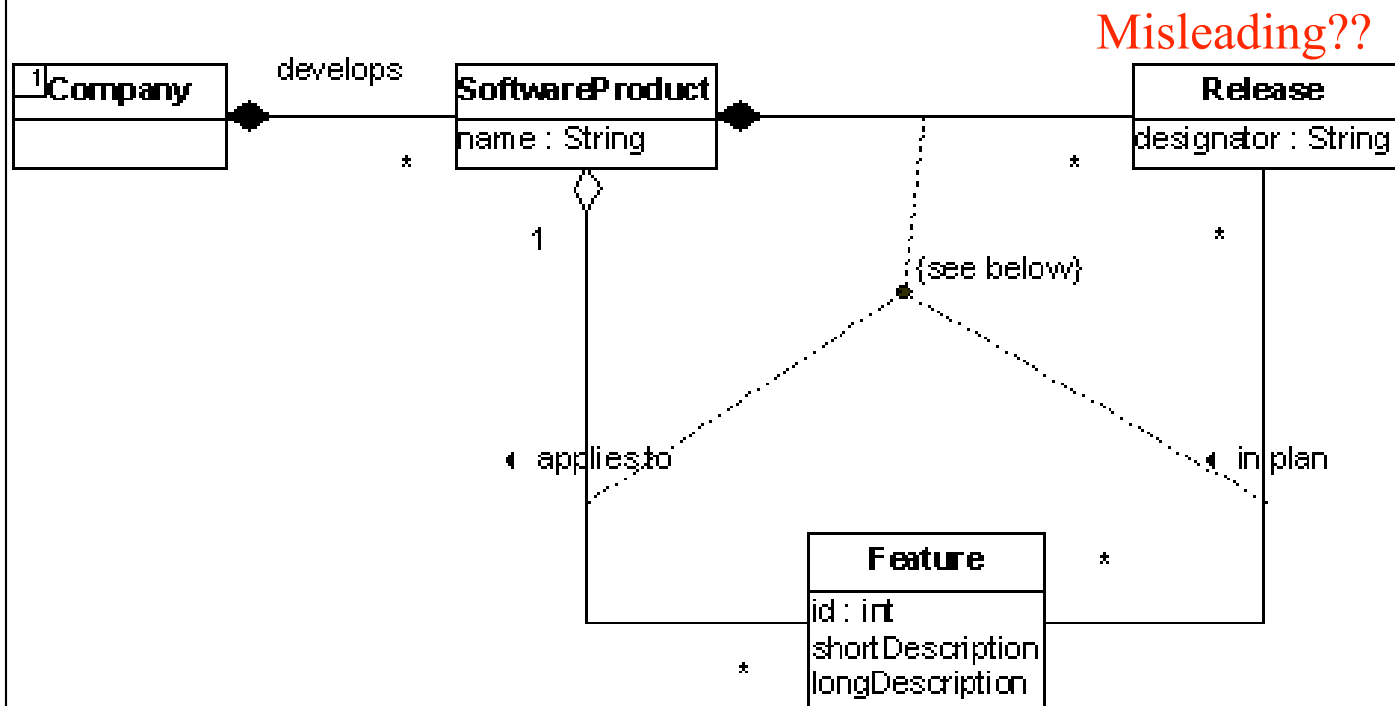 Misleading??
1
Company
develops
*
SoftwareProduct
name : String
*
Release
designator : String
1
*
{see below}
◂ applies to
◂ in plan
Feature
*
id : int
shortDescription
longDescription
*